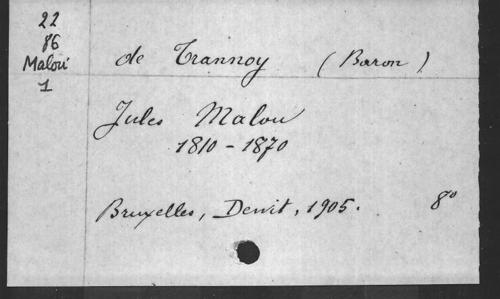 22
86
Malou
1
de Trannoy (Baron)
Jules Malou
1810 - 1870
Bruxelles, Dewit, 1905. 8°